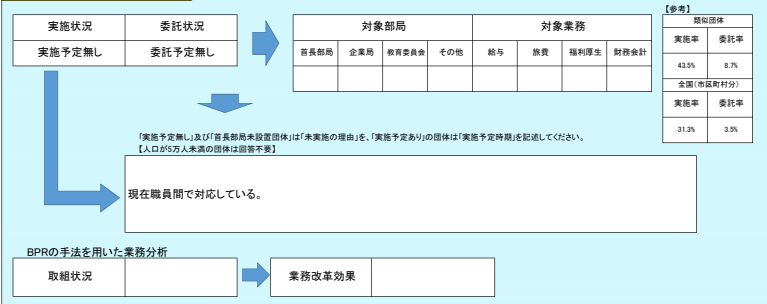 【参考】
実施状況 委託状況
実施予定無し 委託予定無し
対象部局 対象業務
首長部局 企業局 教育委員会 その他 給与 旅費 福利厚生 財務会計
類似団体
実施率 委託率
43.5% 8.7%
全国(市区町村分)
実施率 委託率
31.3% 3.5%
「実施予定無し」及び「首長部局未設置団体」は「未実施の理由」を、「実施予定あり」の団体は「実施予定時期」を記述してください。
【人口が5万人未満の団体は回答不要】
現在職員間で対応している。
BPRの手法を用いた業務分析
取組状況 業務改革効果